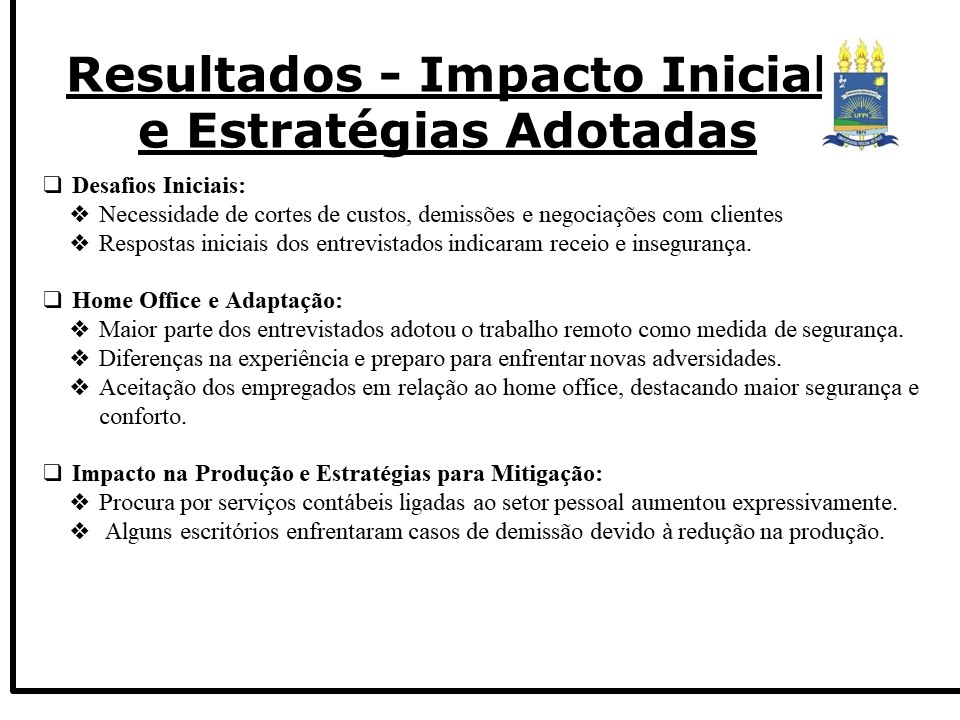 Resultados - Impacto Inicial
e Estratégias Adotadas
UFPI
❑ Desafios Iniciais:
❖ Necessidade de cortes de custos, demissões e negociações com clientes
❖ Respostas iniciais dos entrevistados indicaram receio e insegurança.
❑ Home Office e Adaptação:
❖ Maior parte dos entrevistados adotou o trabalho remoto como medida de segurança.
❖ Diferenças na experiência e preparo para enfrentar novas adversidades.
❖ Aceitação dos empregados em relação ao home office, destacando maior segurança e
conforto.
❑ Impacto na Produção e Estratégias para Mitigação:
❖ Procura por serviços contábeis ligadas ao setor pessoal aumentou expressivamente.
❖ Alguns escritórios enfrentaram casos de demissão devido à redução na produção.